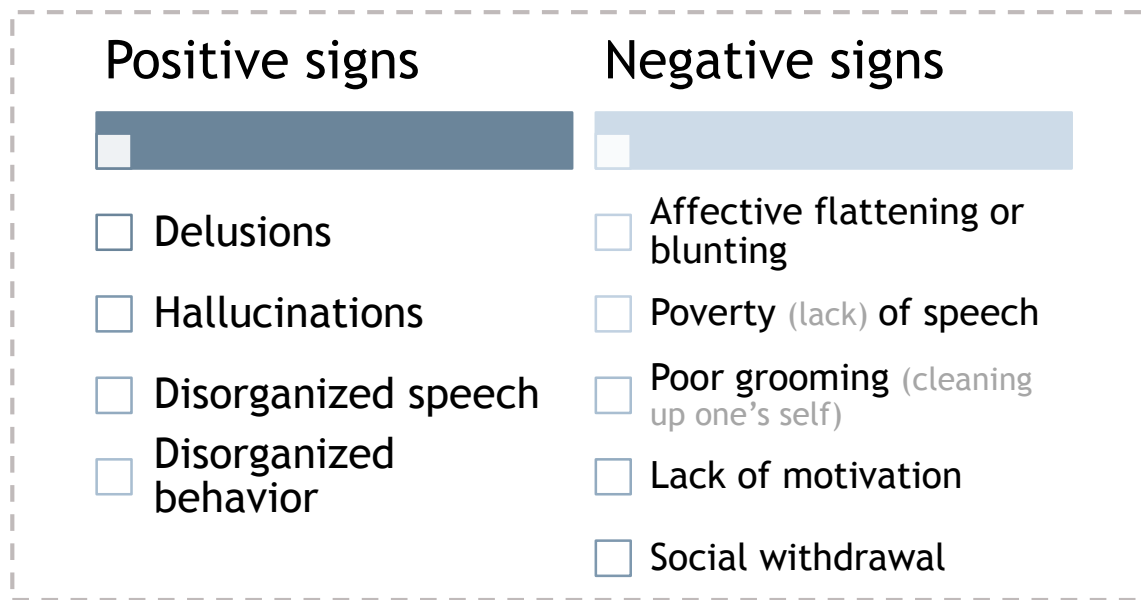 Positive signs
Delusions
Hallucinations
Disorganized speech
Disorganized
behavior
Negative signs
Affective flattening or
blunting
Poverty (lack) of speech
Poor grooming (cleaning
up one’s self)
Lack of motivation
Social withdrawal